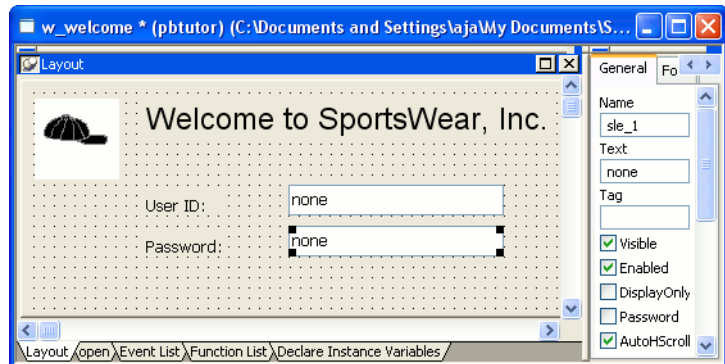 w_welcome * (pbtutor) (C:\Documents and Settings\aja\My Documents\S...
Layout
Welcome to SportsWear, Inc.
User ID:
none
Password:
none
Layout open Event List Function List Declare Instance Variables
General Fo
Name
sle_1
Text
none
Tag
Visible
Enabled
DisplayOnly
Password
AutoHScroll